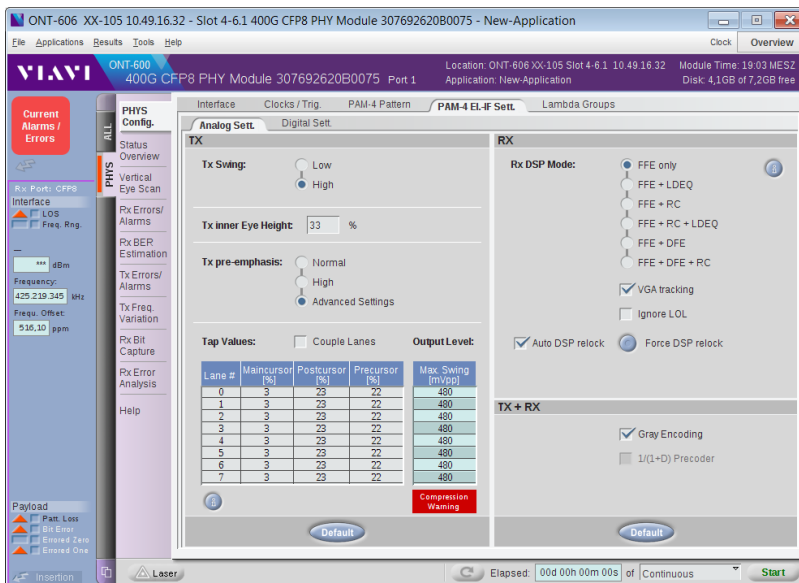 ONT-606 XX-105 10.49.16.32 - Slot 4-6.1 400G CFP8 PHY Module 307692620B0075 - New-Application
File Applications Results Tools Help Clock Overview
VIAVI ONT-600 Location: ONT-606 XX-105 Slot 4-6.1 10.49.16.32 Module Time: 19:03 MESZ
400G CFP8 PHY Module 307692620B0075 Port 1 Application: New-Application Disk: 4,1GB of 7,2GB free
Current
Alarms /
Errors
Rx Port: CFP8
Interface
LOS
Freq. Rng.
—
*** dBm
Frequency:
425.219.345 kHz
Frequ. Offset:
516,10 ppm
Payload
Patt. Loss
Bit Error
Errored Zero
Errored One
Insertion
ALL
PHYS
PHYS
Config.
Status
Overview
Vertical
Eye Scan
Rx Errors/
Alarms
Rx BER
Estimation
Tx Errors/
Alarms
Tx Freq.
Variation
Rx Bit
Capture
Rx Error
Analysis
Help
Interface Clocks / Trig. PAM-4 Pattern PAM-4 El.-IF Sett. Lambda Groups
Analog Sett. Digital Sett.
TX
Tx Swing: Low
High
Tx inner Eye Height: 33 %
Tx pre-emphasis: Normal
High
Advanced Settings
Tap Values: Couple Lanes Output Level:
Lane # Maincursor [%] Postcursor [%] Precursor [%] Max. Swing [mVpp]
0 3 23 22 480
1 3 23 22 480
2 3 23 22 480
3 3 23 22 480
4 3 23 22 480
5 3 23 22 480
6 3 23 22 480
7 3 23 22 480
Compression
Warning
Default
RX
Rx DSP Mode: FFE only
FFE + LDEQ
FFE + RC
FFE + RC + LDEQ
FFE + DFE
FFE + DFE + RC
VGA tracking
Ignore LOL
Auto DSP relock Force DSP relock
TX + RX
Gray Encoding
1/(1+D) Precoder
Default
Laser Elapsed: 00d 00h 00m 00s of Continuous Start